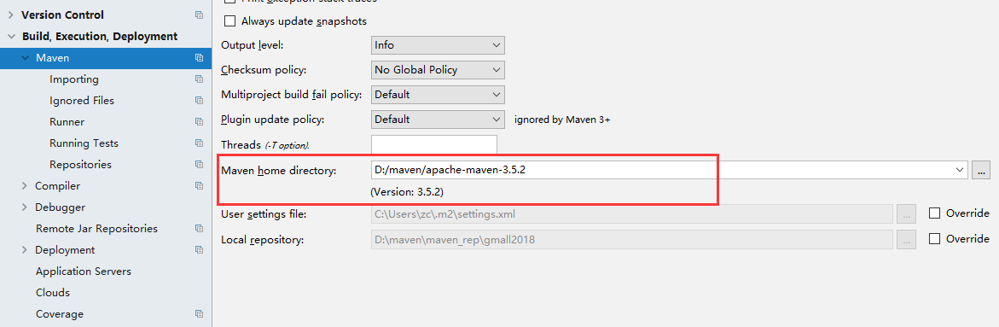 Version Control
Build, Execution, Deployment
Maven
Importing
Ignored Files
Runner
Running Tests
Repositories
Compiler
Debugger
Remote Jar Repositories
Deployment
Application Servers
Clouds
Coverage
Print exception stack traces
Always update snapshots
Output level: Info
Checksum policy: No Global Policy
Multiproject build fail policy: Default
Plugin update policy: Default ignored by Maven 3+
Threads (-T option).
Maven home directory: D:/maven/apache-maven-3.5.2 ...
(Version: 3.5.2)
User settings file: C:\Users\zc\.m2\settings.xml ... Override
Local repository: D:\maven\maven_rep\gmall2018 ... Override